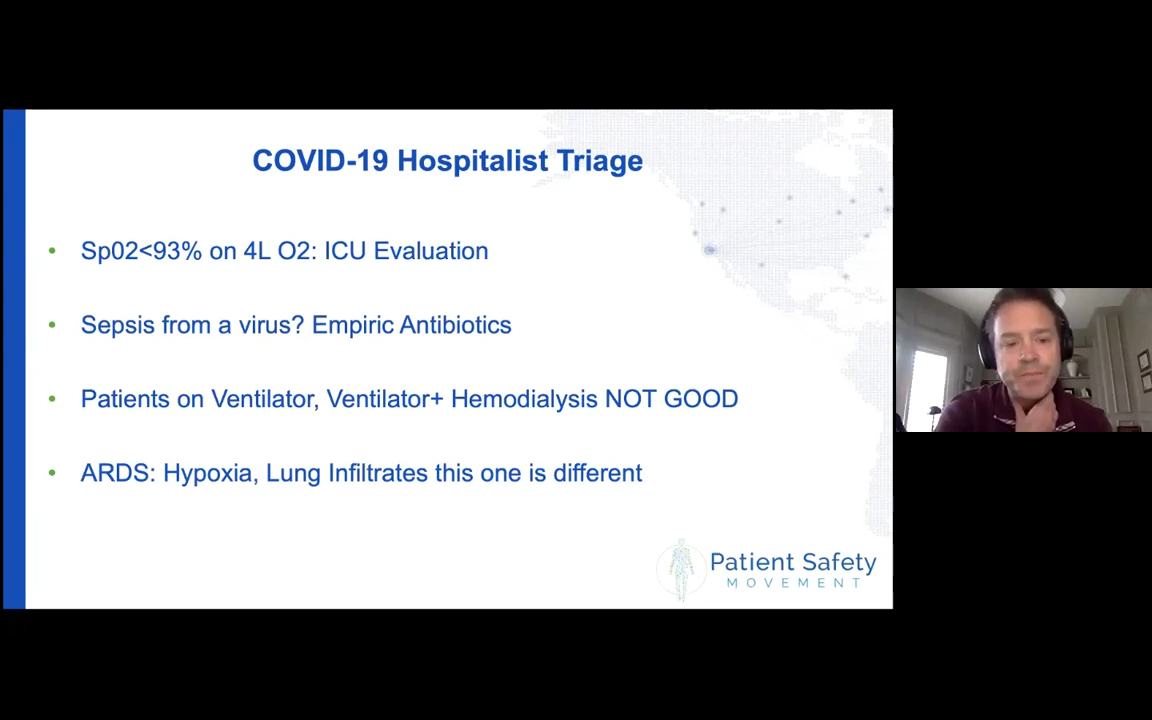 COVID-19 Hospitalist Triage
• Sp02<93% on 4L O2: ICU Evaluation
• Sepsis from a virus? Empiric Antibiotics
• Patients on Ventilator, Ventilator+ Hemodialysis NOT GOOD
• ARDS: Hypoxia, Lung Infiltrates this one is different
Patient Safety
MOVEMENT